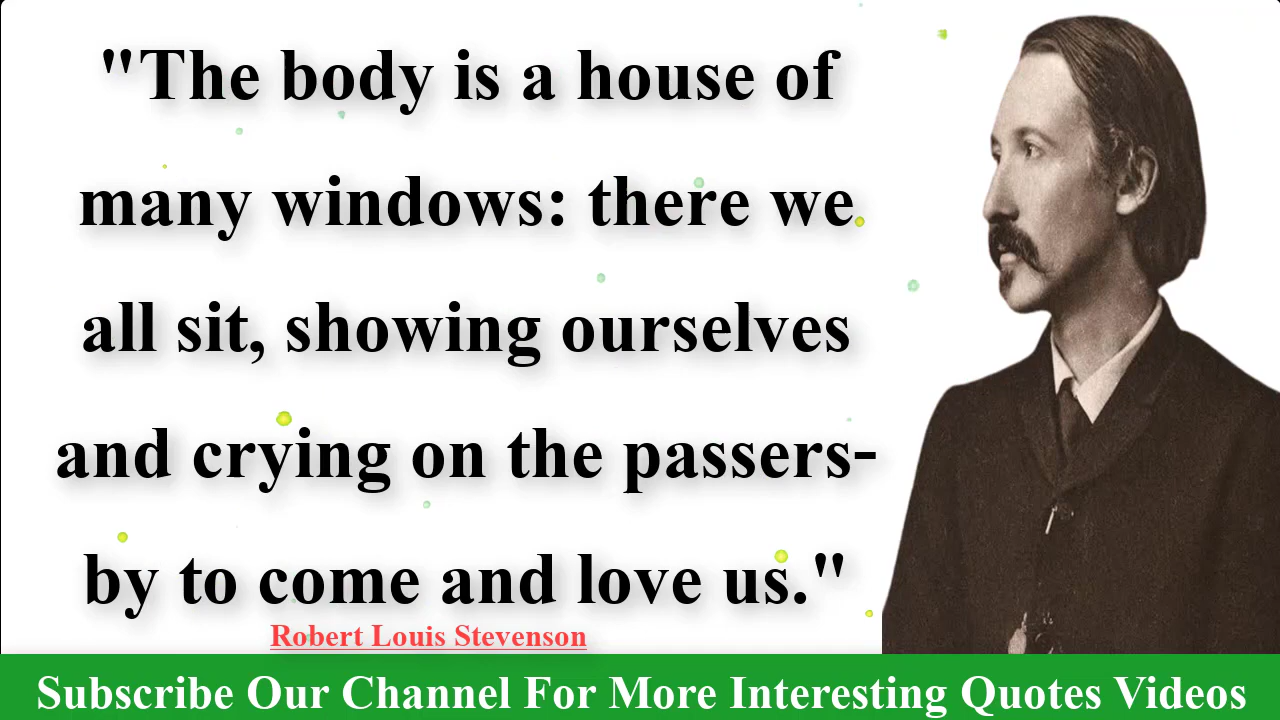 "The body is a house of
many windows: there we
all sit, showing ourselves
and crying on the passers-
by to come and love us."
Robert Louis Stevenson
Subscribe Our Channel For More Interesting Quotes Videos